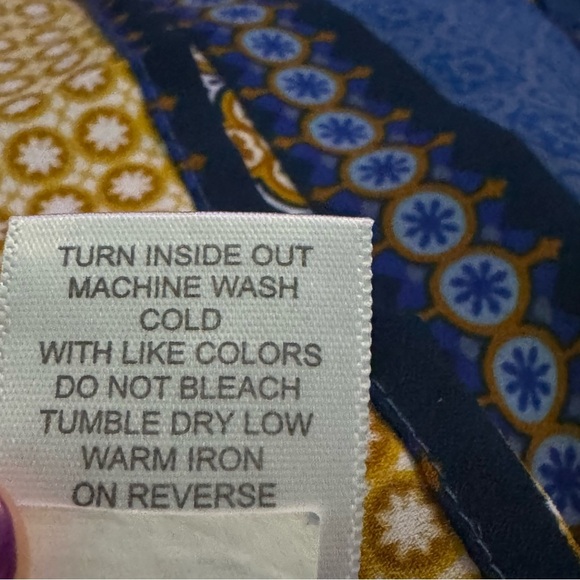 TURN INSIDE OUT
MACHINE WASH
COLD
WITH LIKE COLORS
DO NOT BLEACH
TUMBLE DRY LOW
WARM IRON
ON REVERSE